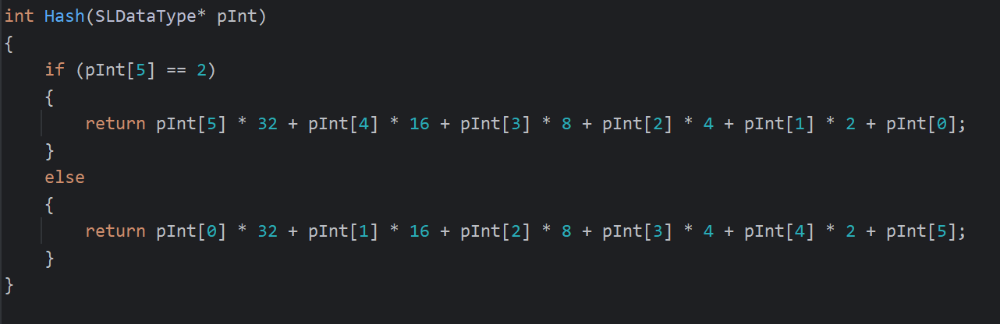 int Hash(SLDataType* pInt)
{
    if (pInt[5] == 2)
    {
        return pInt[5] * 32 + pInt[4] * 16 + pInt[3] * 8 + pInt[2] * 4 + pInt[1] * 2 + pInt[0];
    }
    else
    {
        return pInt[0] * 32 + pInt[1] * 16 + pInt[2] * 8 + pInt[3] * 4 + pInt[4] * 2 + pInt[5];
    }
}